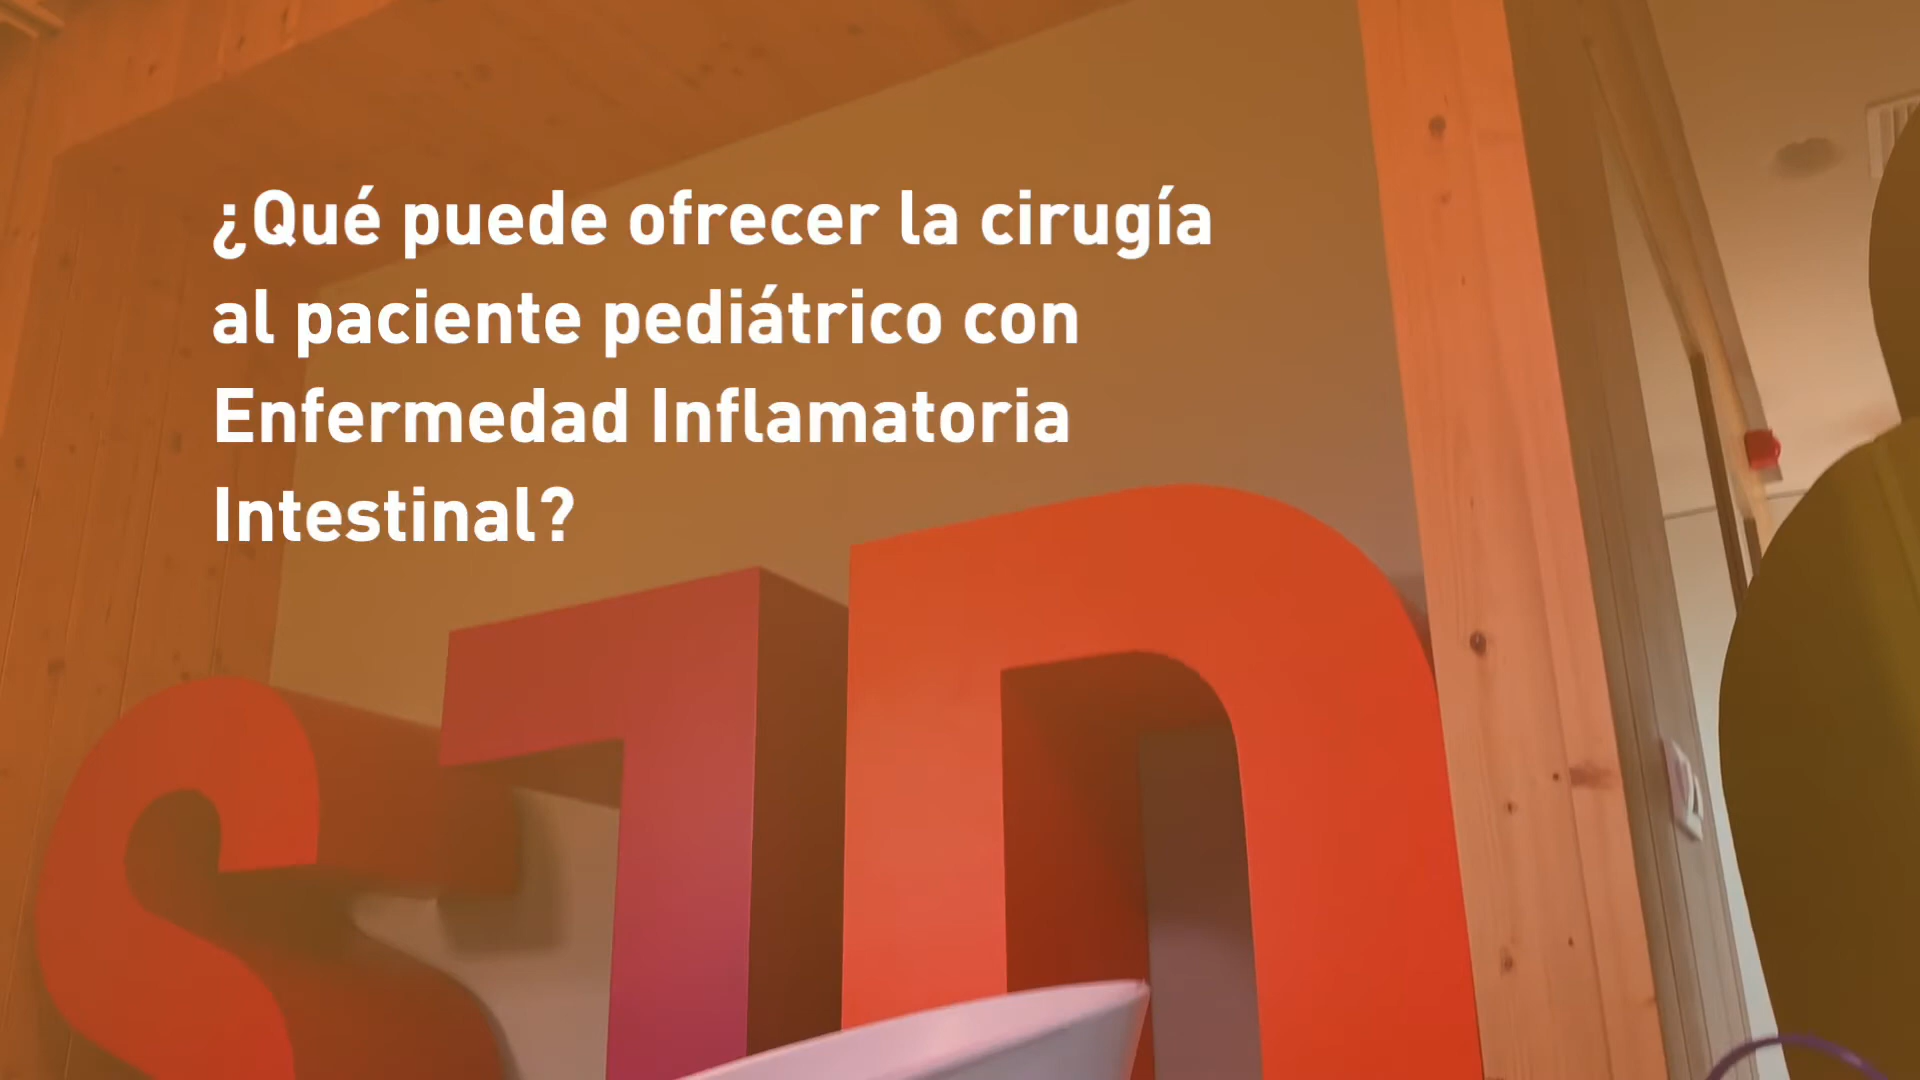 ¿Qué puede ofrecer la cirugía
al paciente pediátrico con
Enfermedad Inflamatoria
Intestinal?